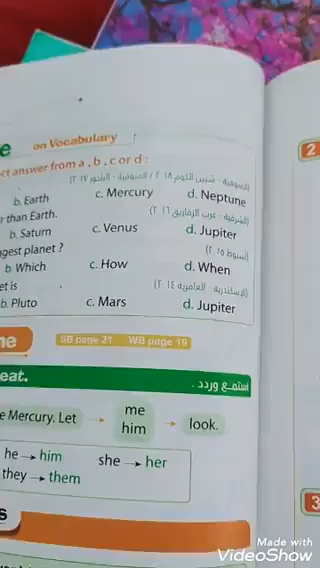 e on Vocabulary
ct answer from a, b, c or d:
b. Earth c. Mercury d. Neptune
r than Earth.
b. Saturn c. Venus d. Jupiter
gest planet?
b. Which c. How d. When
et is
b. Pluto c. Mars d. Jupiter
ne SB page 21 WB page 19
eat. استمع وردد .
e Mercury. Let → me him → look.
he → him she → her
they → them
s
2
3
Made with
VideoShow